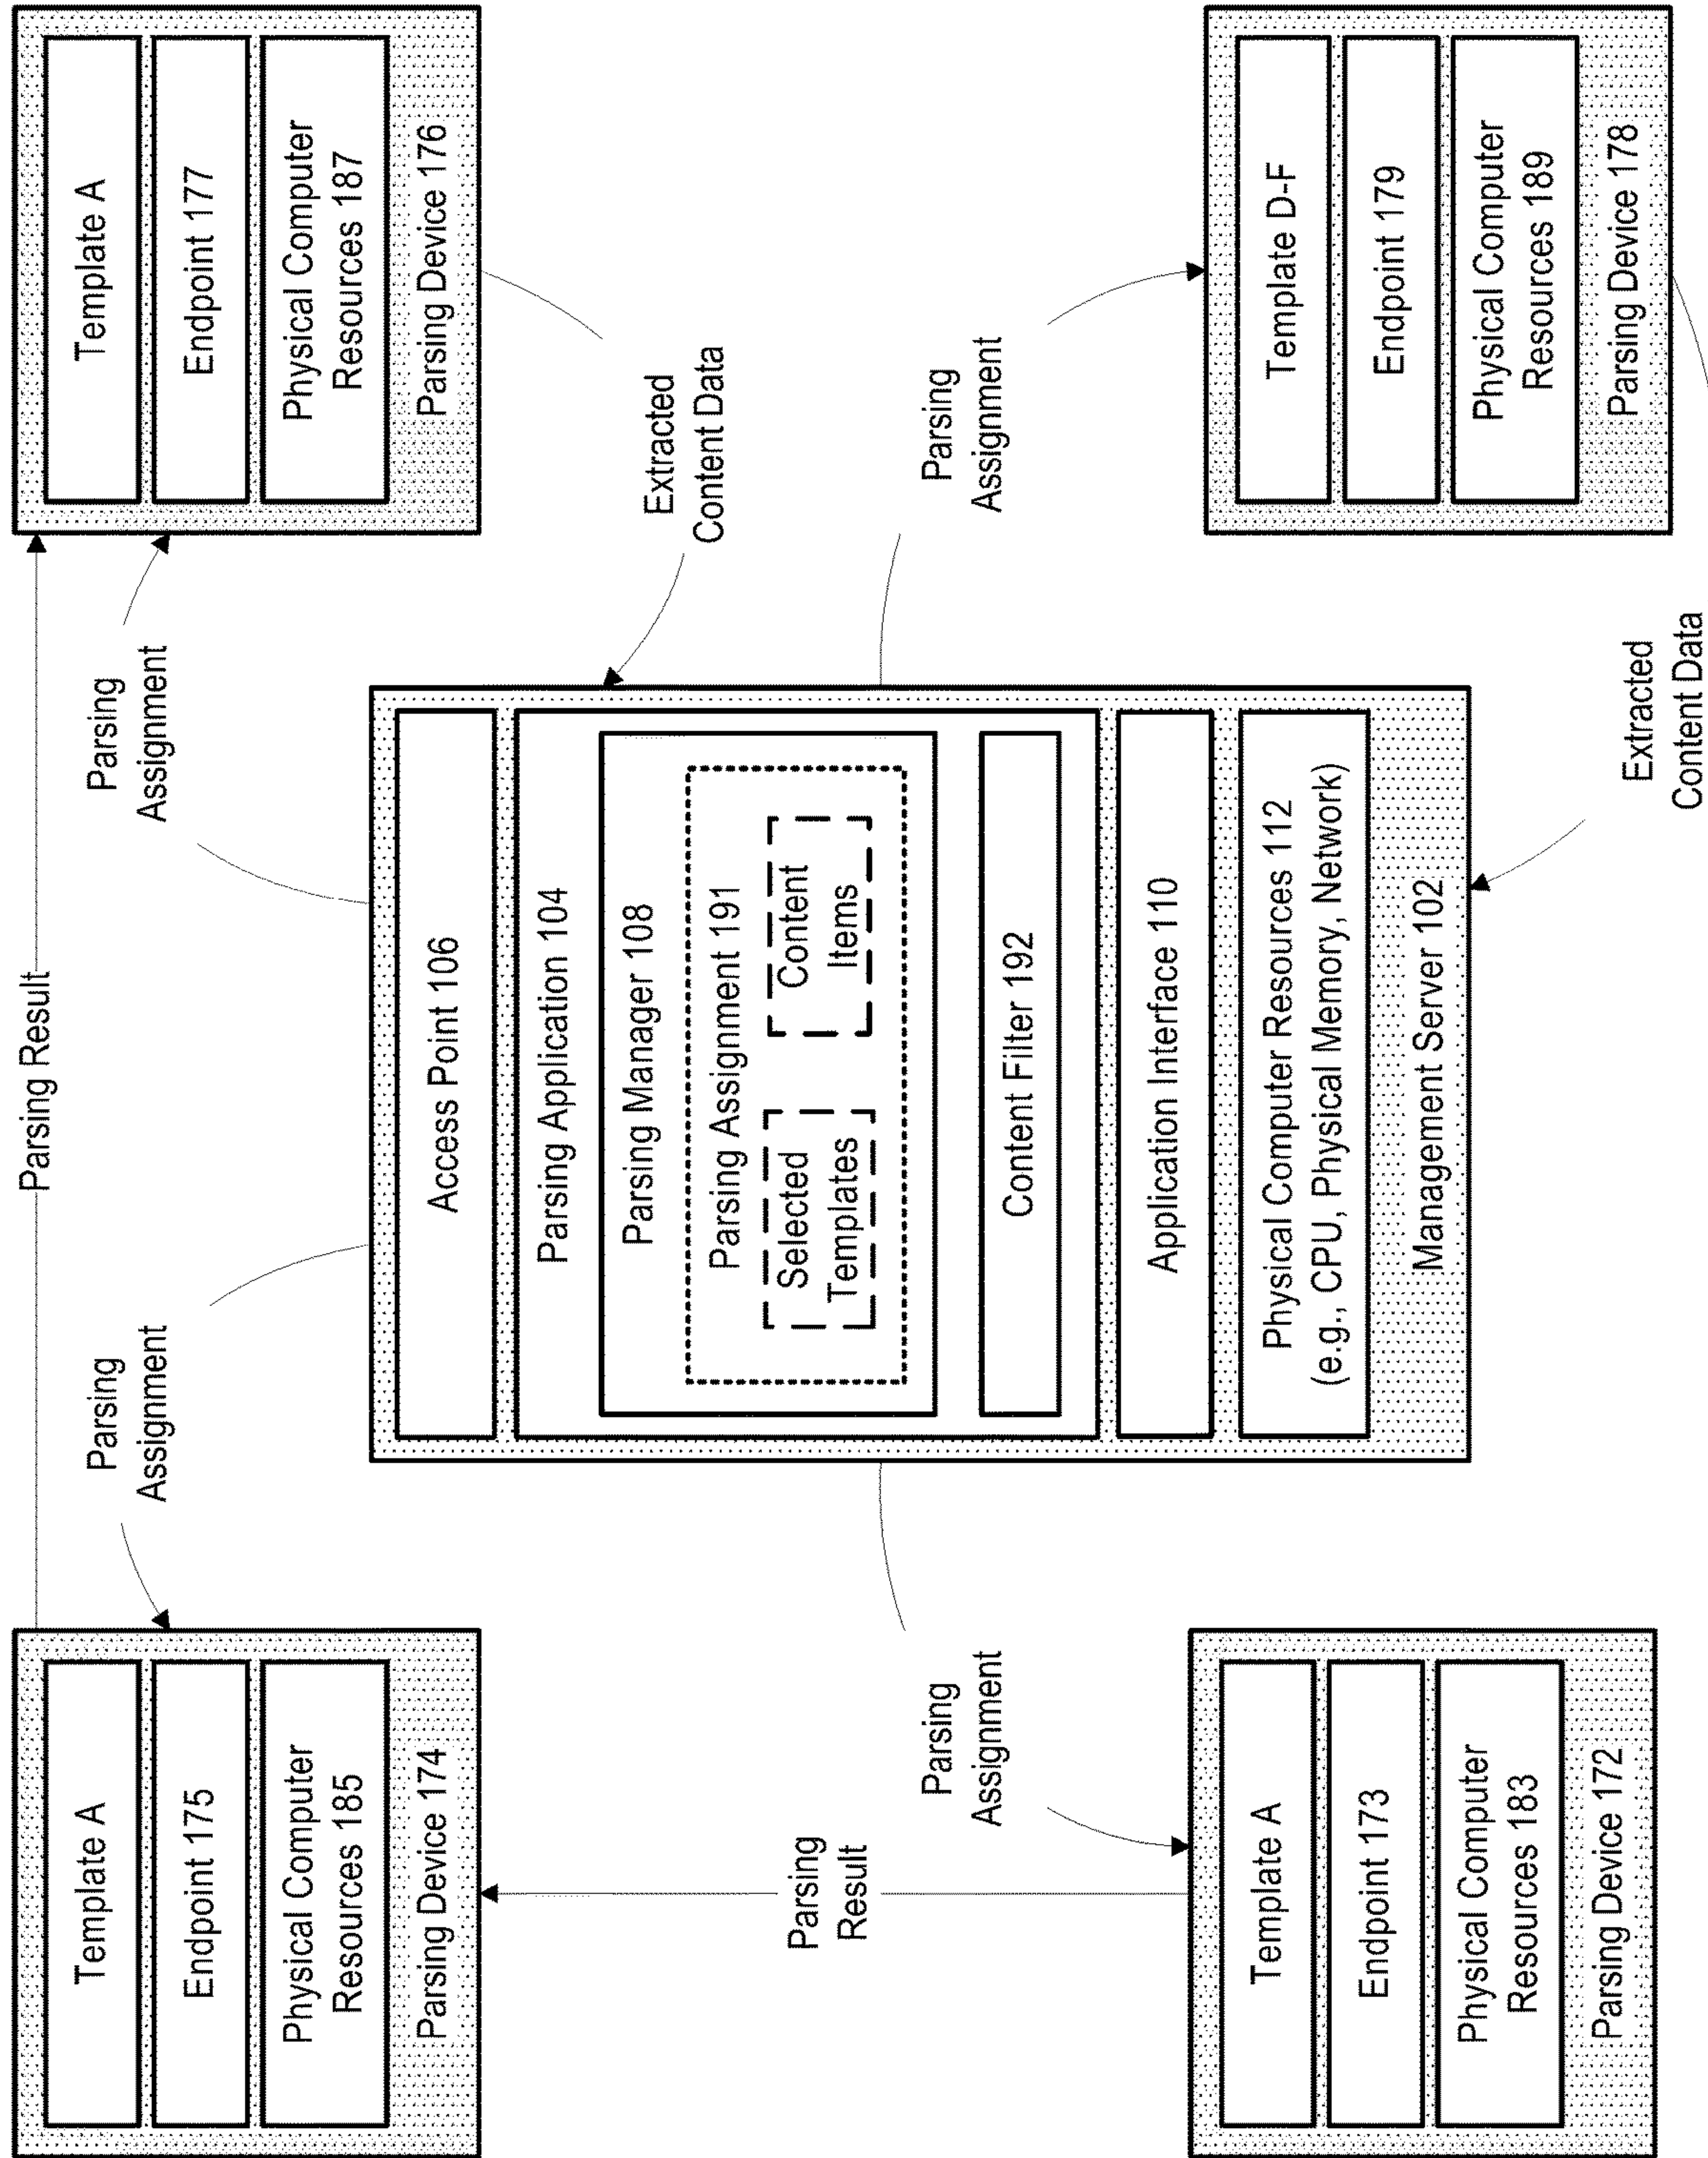 Template A
Endpoint 175
Physical Computer
Resources 185
Parsing Device 174
Parsing Result
Template A
Endpoint 177
Physical Computer
Resources 187
Parsing Device 176
Parsing
Assignment
Parsing
Assignment
Access Point 106
Parsing Application 104
Parsing Manager 108
Parsing Assignment 191
Selected
Templates
Content
Items
Content Filter 192
Application Interface 110
Physical Computer Resources 112
(e.g., CPU, Physical Memory, Network)
Management Server 102
Extracted
Content Data
Parsing
Result
Parsing
Assignment
Parsing
Assignment
Template A
Endpoint 173
Physical Computer
Resources 183
Parsing Device 172
Template D-F
Endpoint 179
Physical Computer
Resources 189
Parsing Device 178
Extracted
Content Data